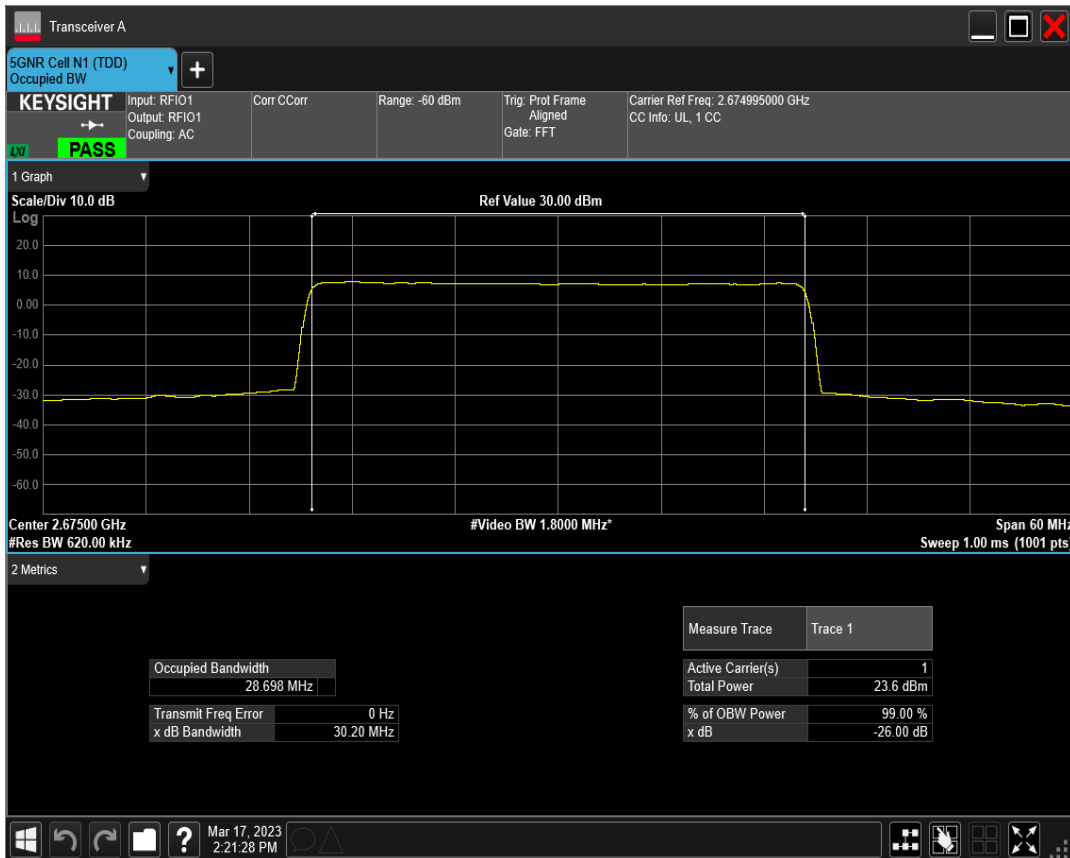 Transceiver A
5GNR Cell N1 (TDD)
Occupied BW
KEYSIGHT
LXI
PASS
Input: RFIO1
Output: RFIO1
Coupling: AC
Corr CCorr
Range: -60 dBm
Trig: Prot Frame
Aligned
Gate: FFT
Carrier Ref Freq: 2.674995000 GHz
CC Info: UL, 1 CC
1 Graph
Scale/Div 10.0 dB
Ref Value 30.00 dBm
Log
20.0
10.0
0.00
-10.0
-20.0
-30.0
-40.0
-50.0
-60.0
Center 2.67500 GHz
#Video BW 1.8000 MHz*
Span 60 MHz
#Res BW 620.00 kHz
Sweep 1.00 ms (1001 pts)
2 Metrics
Measure Trace Trace 1
Occupied Bandwidth
28.698 MHz
Active Carrier(s) 1
Total Power 23.6 dBm
Transmit Freq Error 0 Hz
x dB Bandwidth 30.20 MHz
% of OBW Power 99.00 %
x dB -26.00 dB
?
Mar 17, 2023
2:21:28 PM